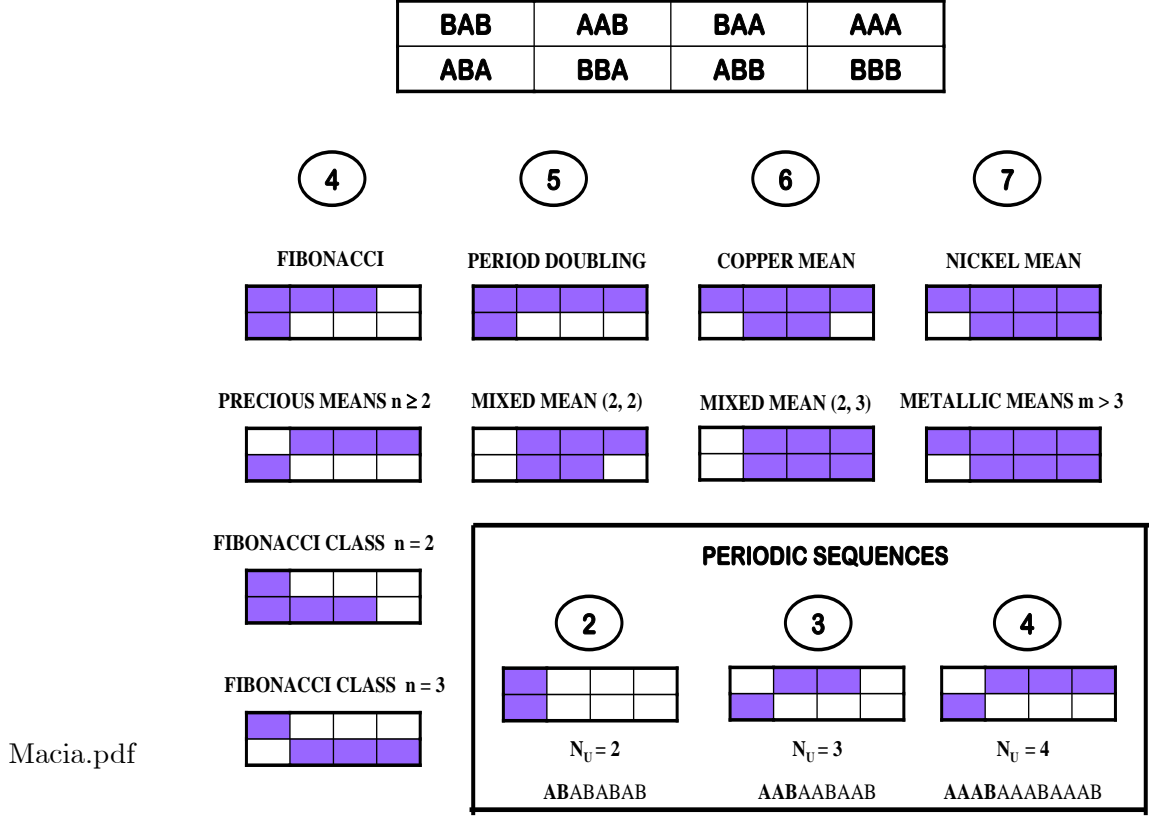 BAB AAB BAA AAA
ABA BBA ABB BBB
4 5 6 7
FIBONACCI PERIOD DOUBLING COPPER MEAN NICKEL MEAN
PRECIOUS MEANS n ≥ 2 MIXED MEAN (2, 2) MIXED MEAN (2, 3) METALLIC MEANS m > 3
FIBONACCI CLASS n = 2
PERIODIC SEQUENCES
2 3 4
FIBONACCI CLASS n = 3
Macia.pdf
N_U = 2 N_U = 3 N_U = 4
ABABABAB AABAABAAB AAABAAABAAAB